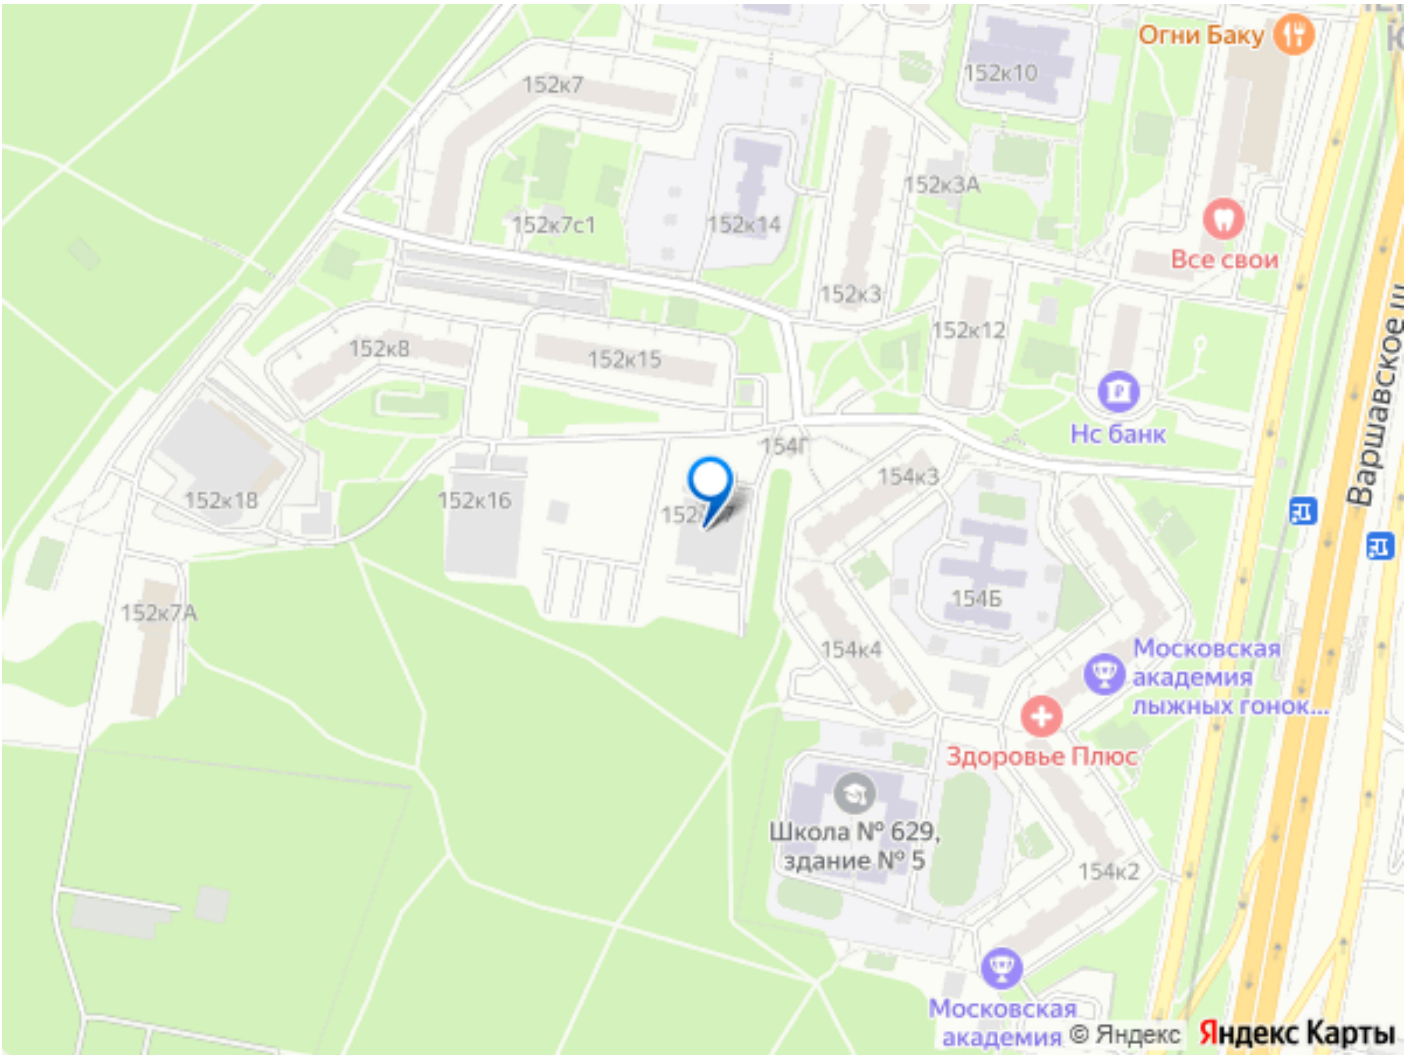 Огни Баку
152к10
152к7
152к3А
152к7с1
152к14
Все свои
152к3
152к12
152к8
152к15
Варшавское ш
Нс банк
154Г
154к3
152к18
152к16
154Б
152к7А
154к4
Московская
академия
лыжных гонок...
Здоровье Плюс
Школа № 629,
здание № 5
154к2
Московская
академия
© Яндекс
Яндекс Карты